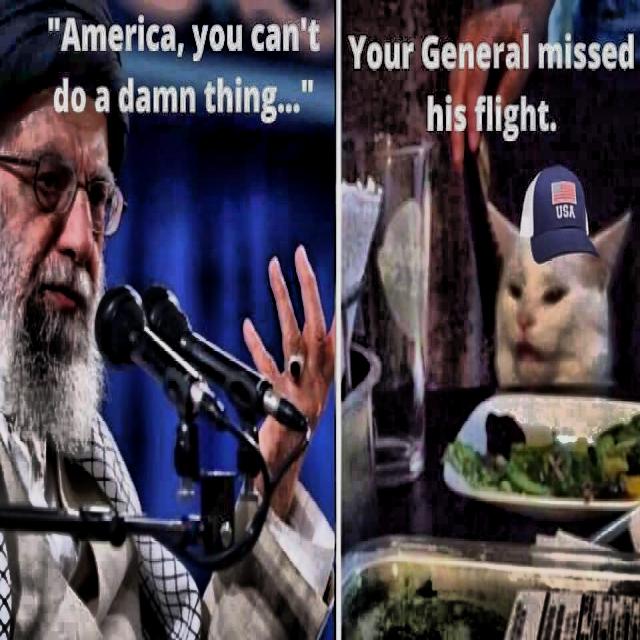 "America, you can't
do a damn thing..."
Your General missed
his flight.
USA